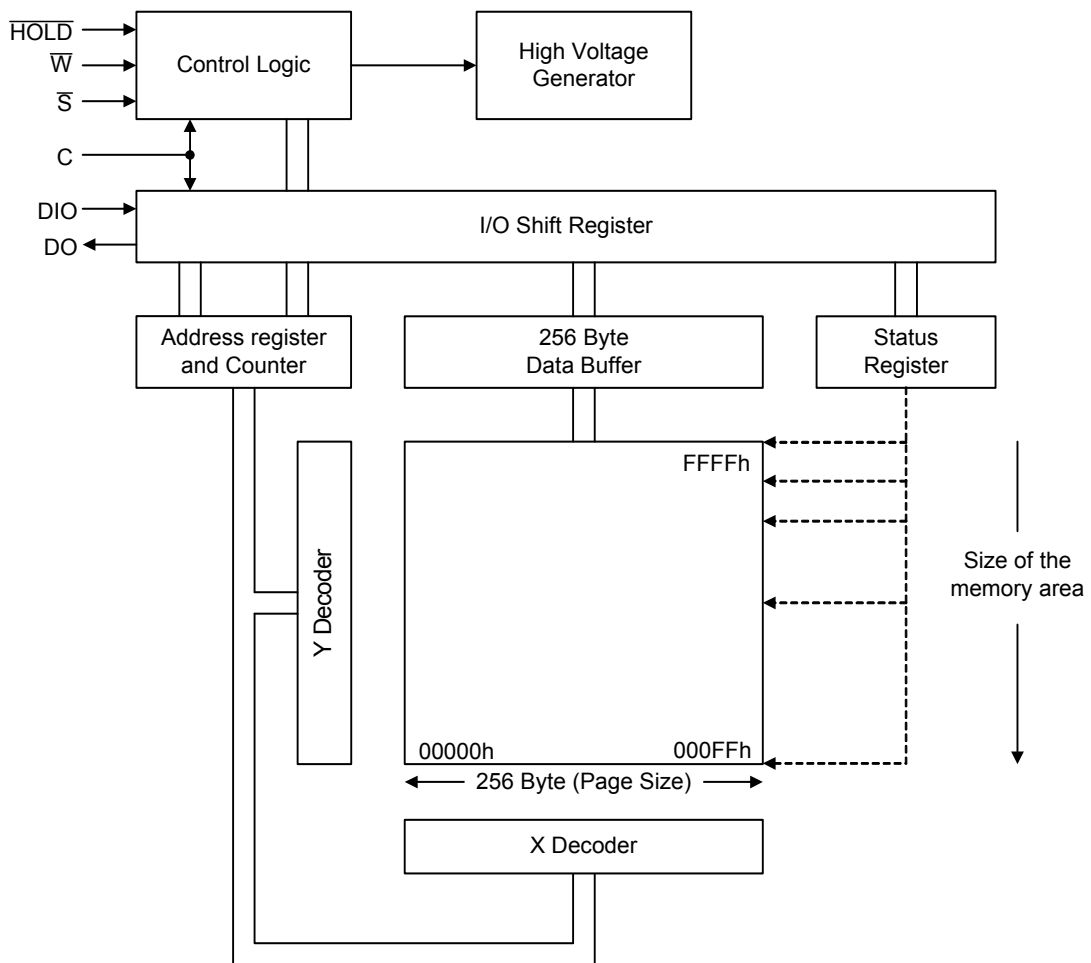 HOLD
W
S
C
DIO
DO
Control Logic
High Voltage
Generator
I/O Shift Register
Address register
and Counter
256 Byte
Data Buffer
Status
Register
Y Decoder
FFFFh
00000h
000FFh
256 Byte (Page Size)
X Decoder
Size of the
memory area